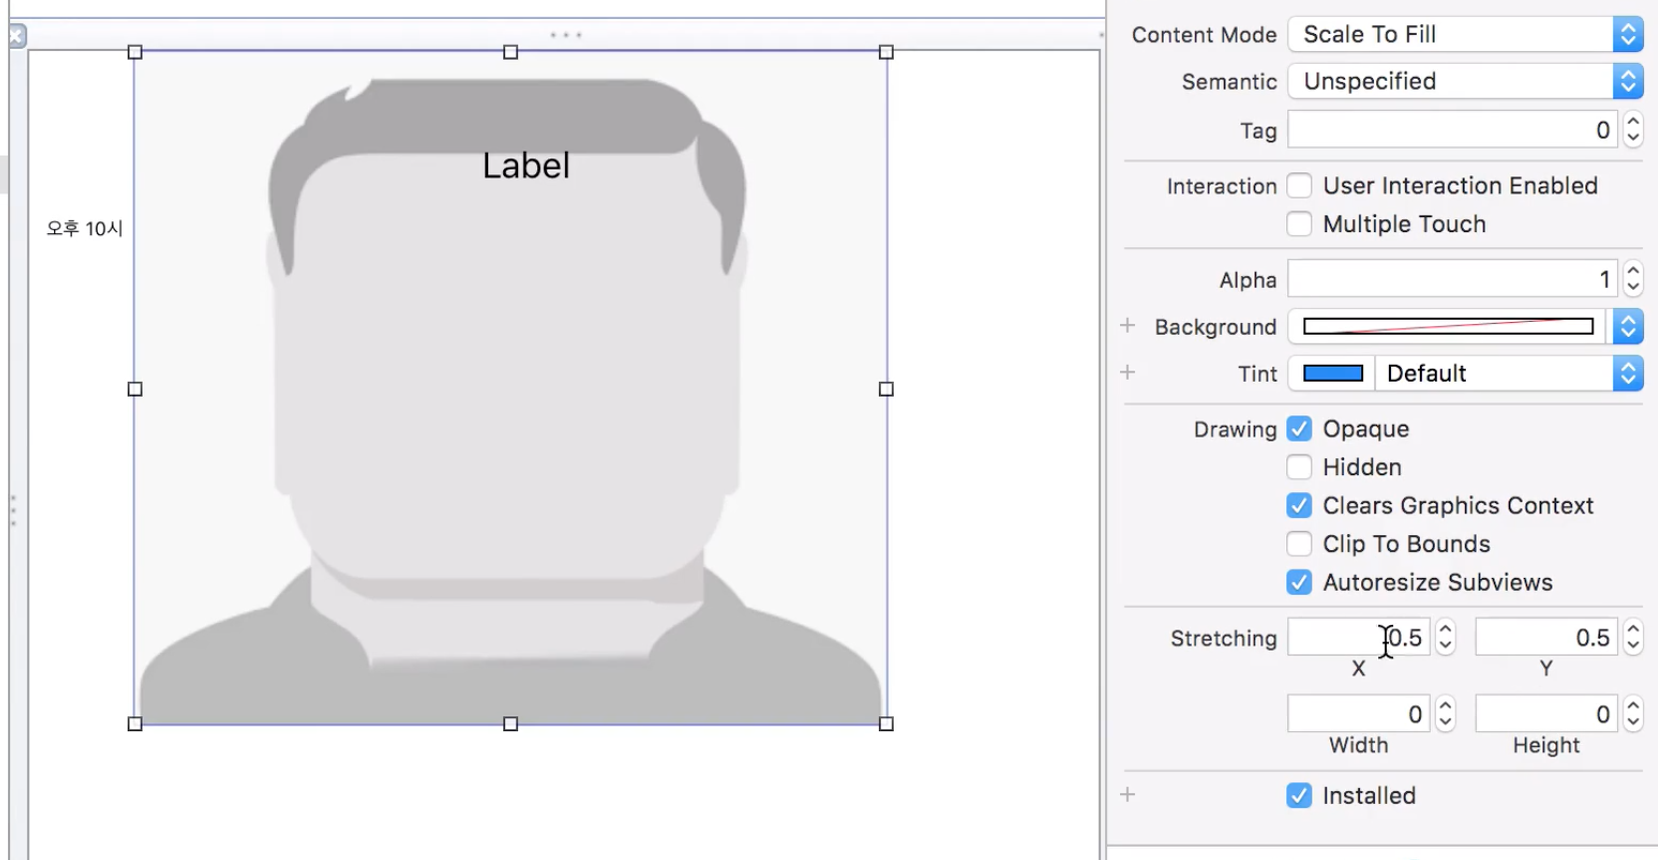 Label
오후 10시
Content Mode Scale To Fill
Semantic Unspecified
Tag 0
Interaction User Interaction Enabled
Multiple Touch
Alpha 1
Background
Tint Default
Drawing Opaque
Hidden
Clears Graphics Context
Clip To Bounds
Autoresize Subviews
Stretching 0.5 0.5
X Y
0 0
Width Height
Installed